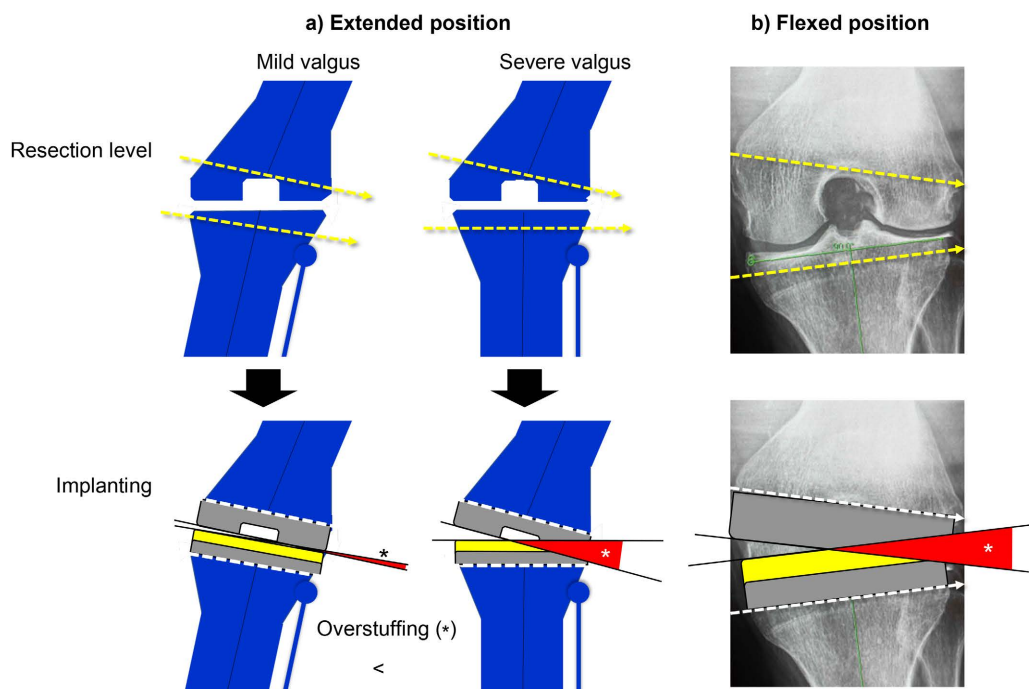 a) Extended position
b) Flexed position
Mild valgus
Severe valgus
Resection level
Implanting
*
*
*
Overstuffing (*)
<